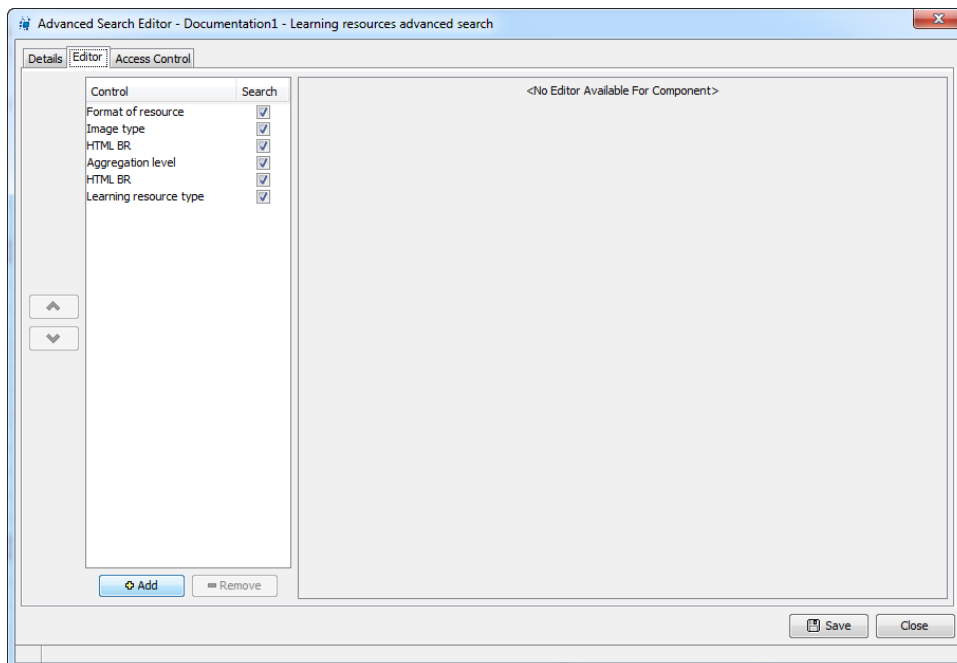 Advanced Search Editor - Documentation1 - Learning resources advanced search
Details Editor Access Control
Control Search
<No Editor Available For Component>
Format of resource
Image type
HTML BR
Aggregation level
HTML BR
Learning resource type
Add Remove
Save Close